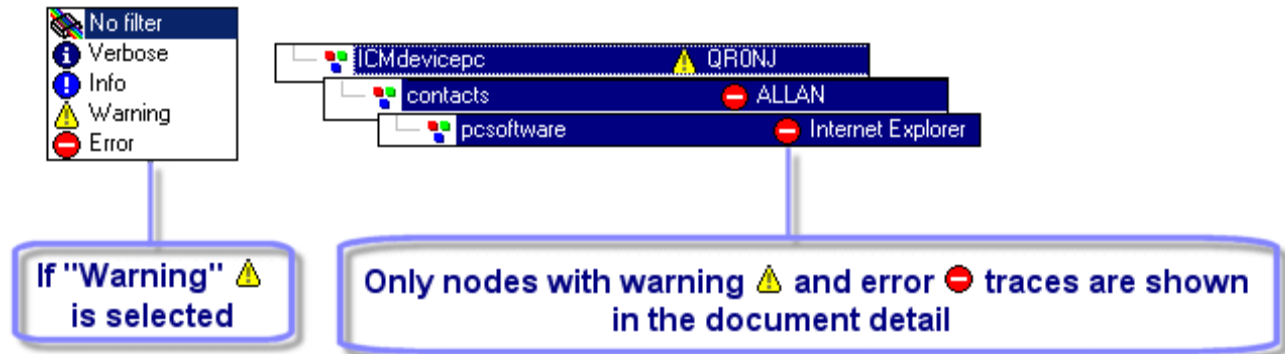 No filter
Verbose
Info
Warning
Error
ICMdevicepc QR0NJ
contacts ALLAN
pcsoftware Internet Explorer
If "Warning"
is selected
Only nodes with warning and error traces are shown
in the document detail